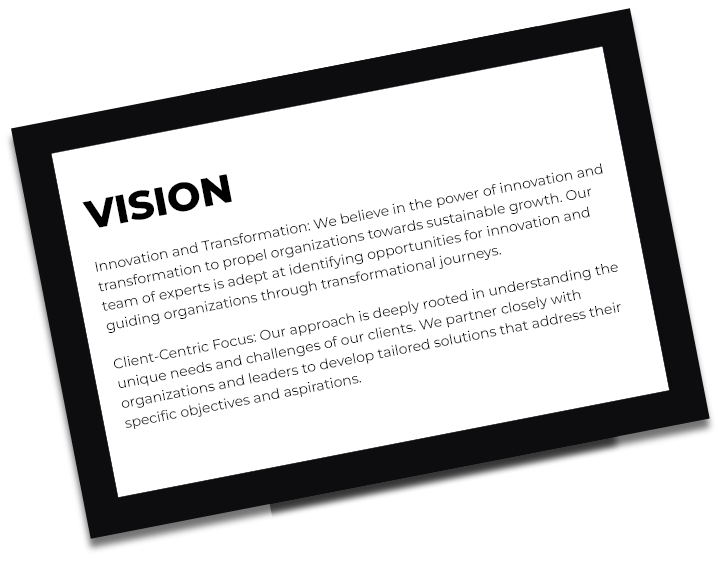 VISION
Innovation and Transformation: We believe in the power of innovation and
transformation to propel organizations towards sustainable growth. Our
team of experts is adept at identifying opportunities for innovation and
guiding organizations through transformational journeys.
Client-Centric Focus: Our approach is deeply rooted in understanding the
unique needs and challenges of our clients. We partner closely with
organizations and leaders to develop tailored solutions that address their
specific objectives and aspirations.